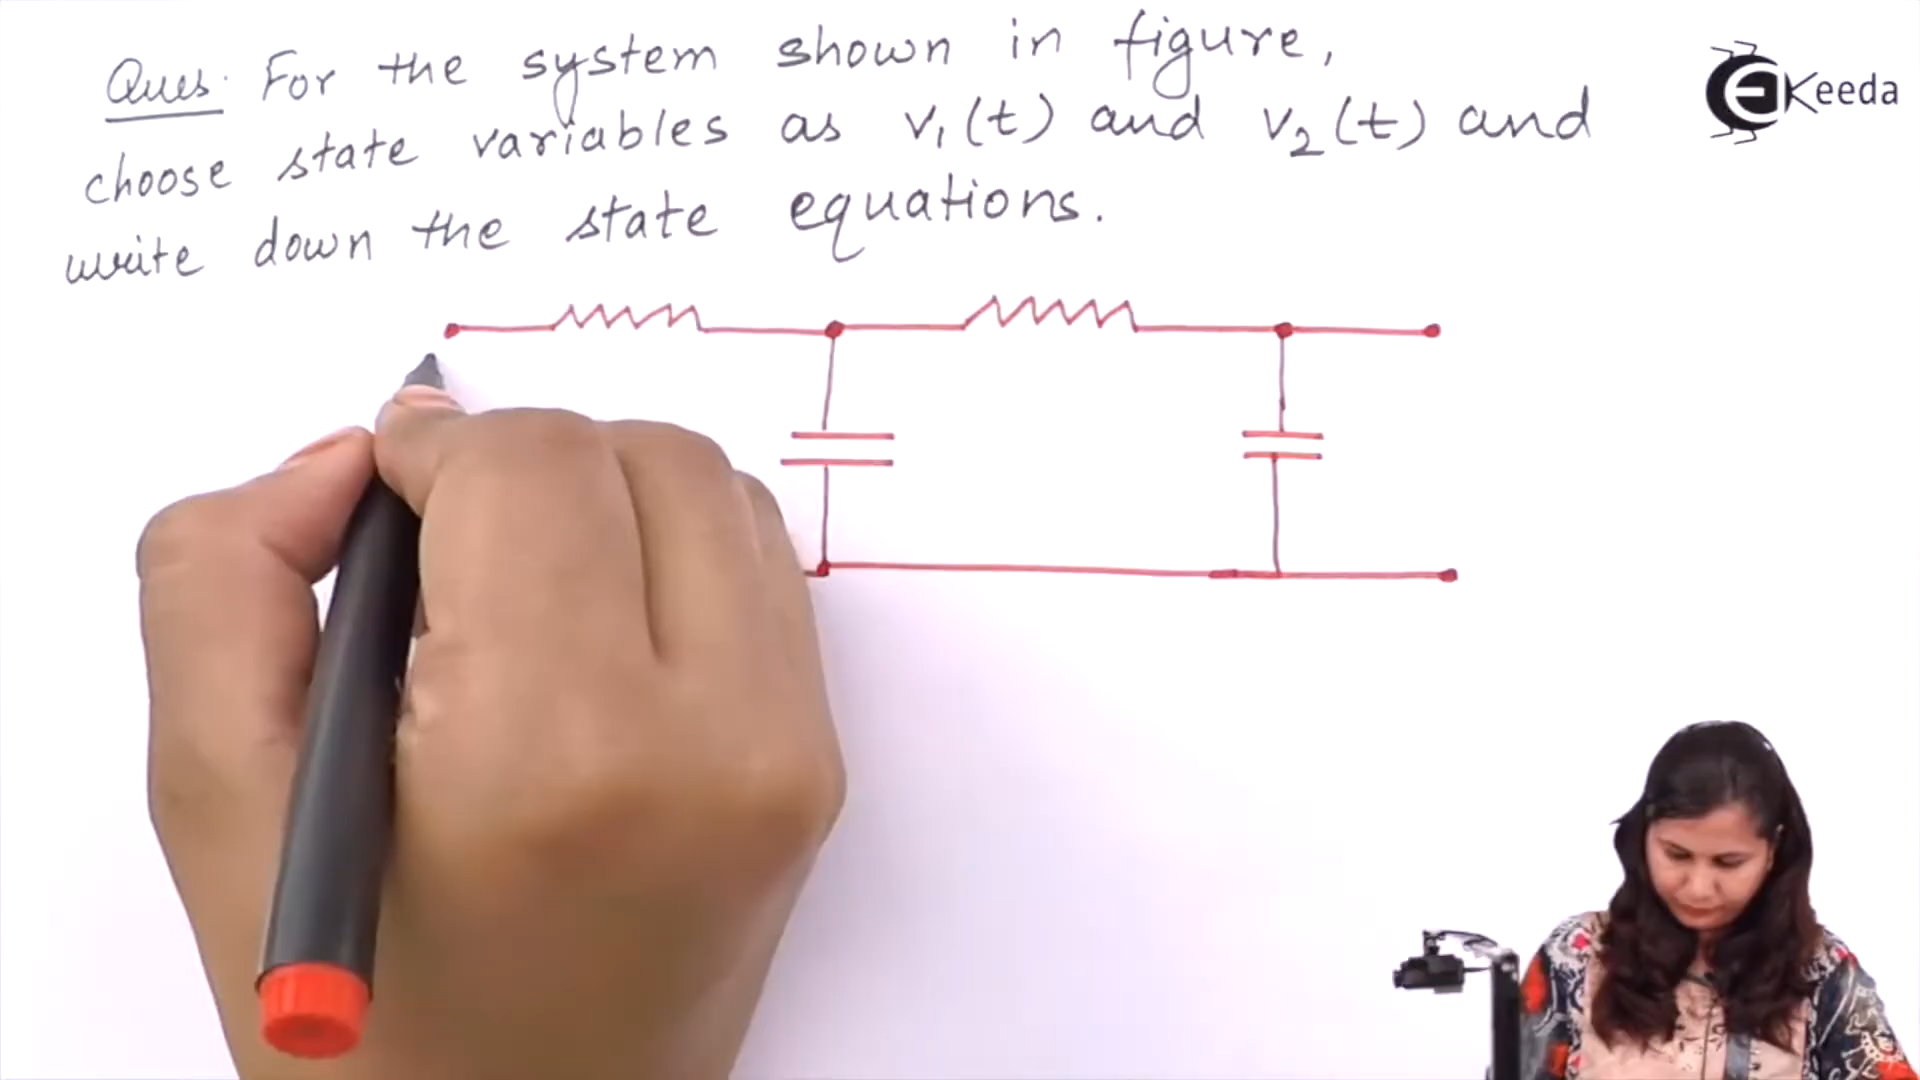 Ques. For the system shown in figure,
choose state variables as v₁(t) and v₂(t) and
write down the state equations.
EKeeda